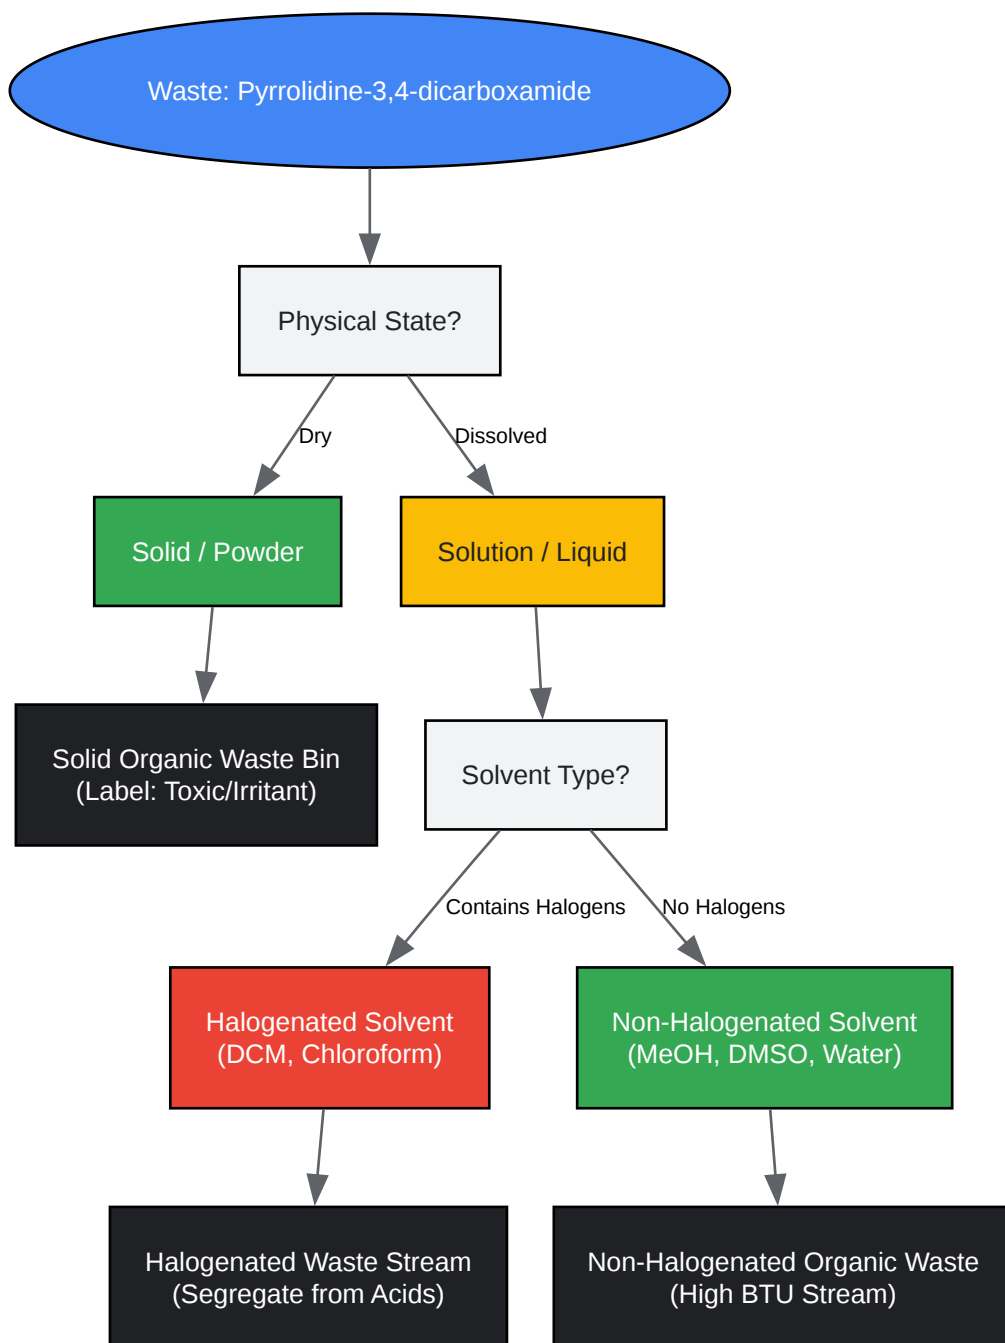 Waste: Pyrrolidine-3,4-dicarboxamide
Physical State?
Dry
Dissolved
Solid / Powder
Solution / Liquid
Solid Organic Waste Bin
(Label: Toxic/Irritant)
Solvent Type?
Contains Halogens
No Halogens
Halogenated Solvent
(DCM, Chloroform)
Non-Halogenated Solvent
(MeOH, DMSO, Water)
Halogenated Waste Stream
(Segregate from Acids)
Non-Halogenated Organic Waste
(High BTU Stream)